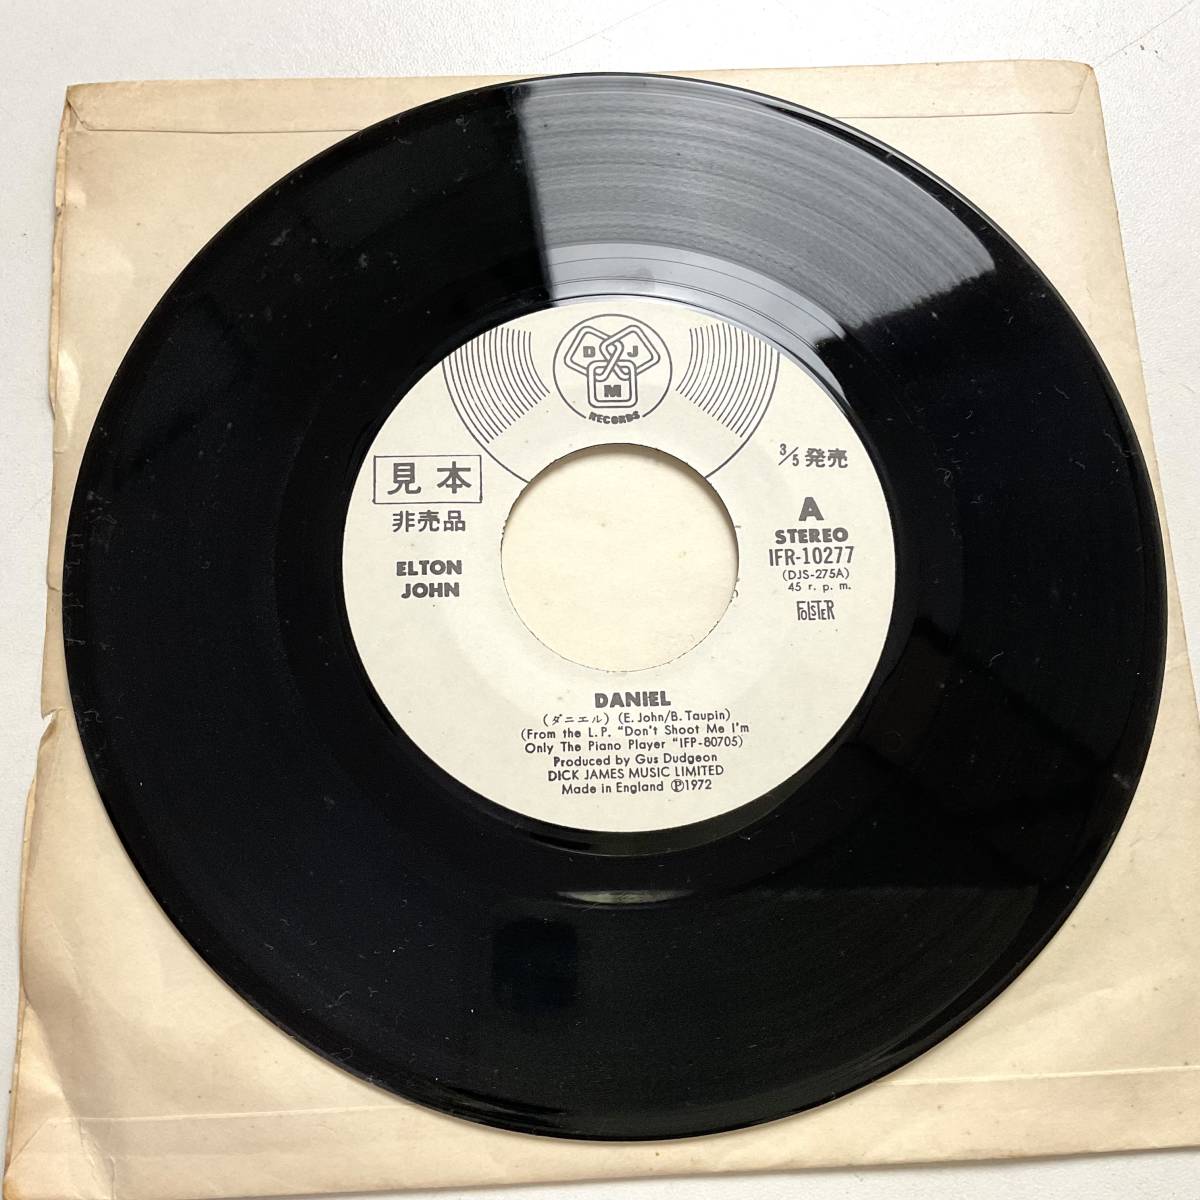 D J
M
RECORDS
見本
非売品
ELTON
JOHN
3/5 発売
A
STEREO
IFR-10277
(DJS-275A)
45 r. p. m.
FOLSTER
DANIEL
(ダニエル) (E. John/B. Taupin)
(From the L.P. "Don't Shoot Me I'm
Only The Piano Player "IFP-80705)
Produced by Gus Dudgeon
DICK JAMES MUSIC LIMITED
Made in England Ⓟ1972